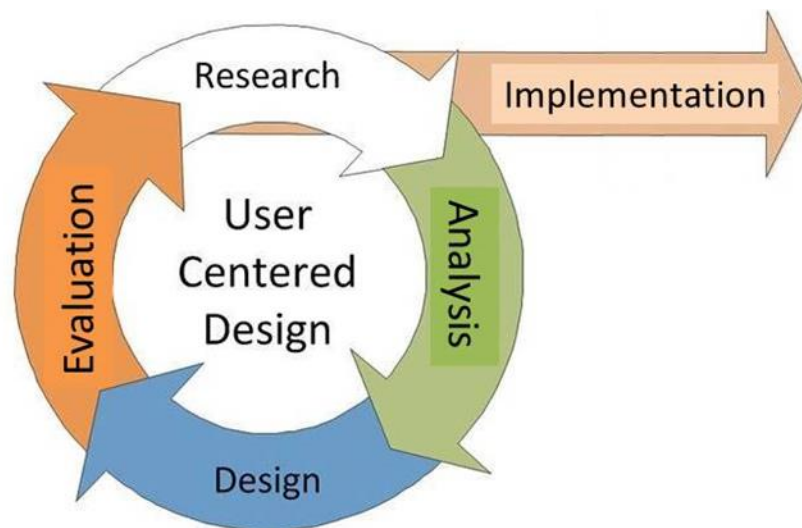 Research
Implementation
User
Centered
Design
Analysis
Evaluation
Design